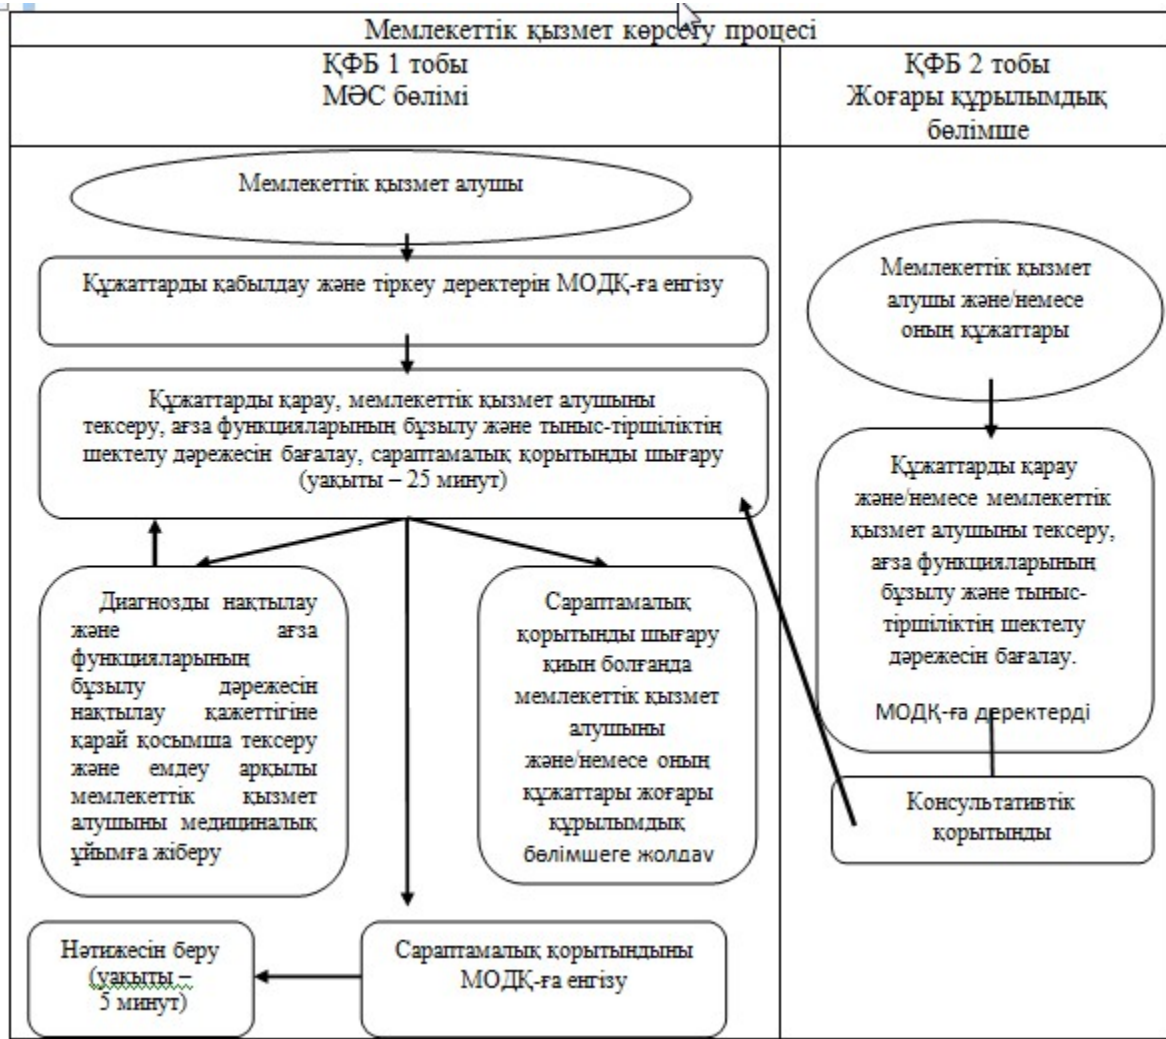 Мемлекеттік қызмет көрсету процесі
ҚФБ 1 тобы
МӘС бөлімі
ҚФБ 2 тобы
Жоғары құрылымдық
бөлімше
Мемлекеттік қызмет алушы
Құжаттарды қабылдау және тіркеу деректерін МОДҚ-ға енгізу
Құжаттарды қарау, мемлекеттік қызмет алушыны
тексеру, ағза функцияларының бұзылу және тыныс-тіршіліктің
шектелу дәрежесін бағалау, сараптамалық қорытынды шығару
(уақыты – 25 минут)
Диагнозды нақтылау
және ағза
функцияларының
бұзылу дәрежесін
нақтылау қажеттігіне
қарай қосымша тексеру
және емдеу арқылы
мемлекеттік қызмет
алушыны медициналық
ұйымға жіберу
Сараптамалық
қорытынды шығару
қиын болғанда
мемлекеттік қызмет
алушыны
және/немесе оның
құжаттары жоғары
құрылымдық
бөлімшеге жолдау
Нәтижесін беру
(уақыты –
5 минут)
Сараптамалық қорытындыны
МОДҚ-ға енгізу
Мемлекеттік қызмет
алушы және/немесе
оның құжаттары
Құжаттарды қарау
және/немесе мемлекеттік
қызмет алушыны тексеру,
ағза функцияларының
бұзылу және тыныс-
тіршіліктің шектелу
дәрежесін бағалау.
МОДҚ-ға деректерді
Консультативтік
қорытынды